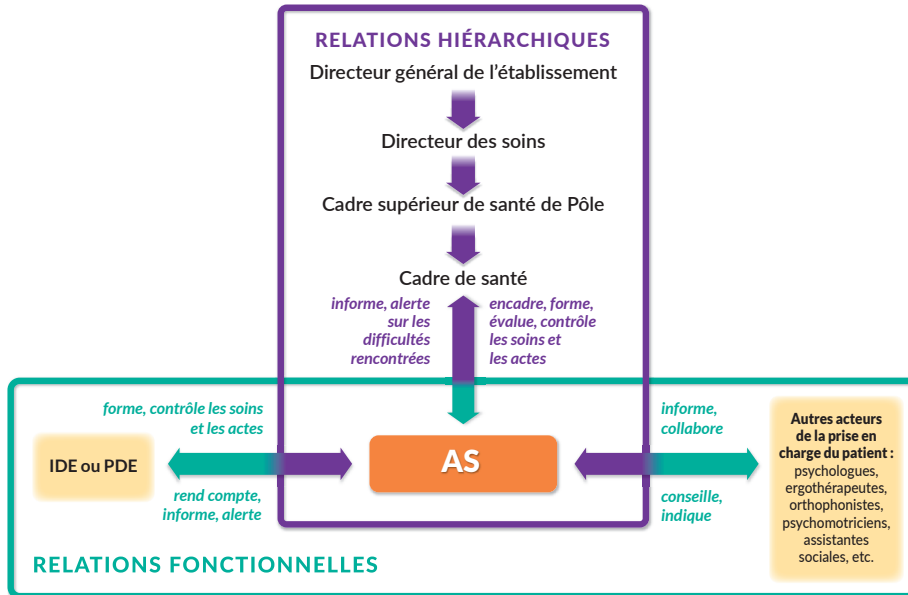 RELATIONS HIÉRARCHIQUES
Directeur général de l’établissement
Directeur des soins
Cadre supérieur de santé de Pôle
Cadre de santé
informe, alerte
sur les
difficultés
rencontrées
encadre, forme,
évalue, contrôle
les soins et
les actes
forme, contrôle les soins
et les actes
IDE ou PDE
rend compte,
informe, alerte
AS
informe,
collabore
conseille,
indique
Autres acteurs
de la prise en
charge du patient :
psychologues,
ergothérapeutes,
orthophonistes,
psychomotriciens,
assistantes
sociales, etc.
RELATIONS FONCTIONNELLES